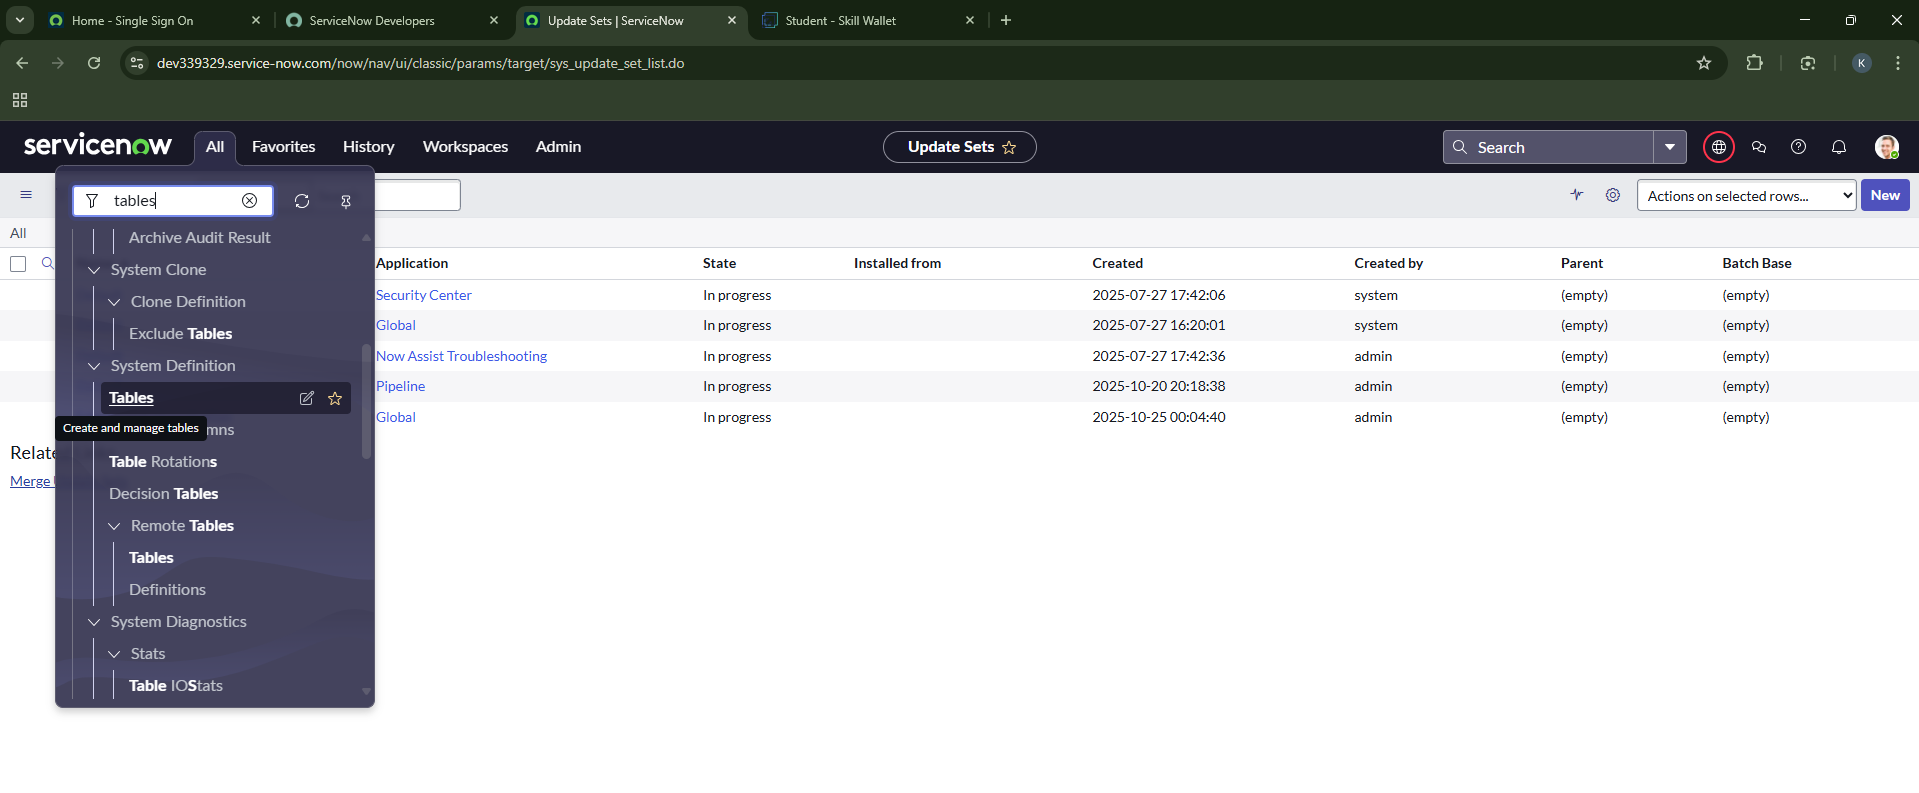 Home - Single Sign On
ServiceNow Developers
Update Sets | ServiceNow
Student - Skill Wallet
dev339329.service-now.com/now/nav/ui/classic/params/target/sys_update_set_list.do
K
servicenow
All
Favorites
History
Workspaces
Admin
Update Sets
Search
tables
Actions on selected rows...
New
All
Archive Audit Result
System Clone
Clone Definition
Exclude Tables
System Definition
Tables
Create and manage tables
mns
Table Rotations
Decision Tables
Remote Tables
Tables
Definitions
System Diagnostics
Stats
Table IOStats
Application State Installed from Created Created by Parent Batch Base
Security Center In progress 2025-07-27 17:42:06 system (empty) (empty)
Global In progress 2025-07-27 16:20:01 system (empty) (empty)
Now Assist Troubleshooting In progress 2025-07-27 17:42:36 admin (empty) (empty)
Pipeline In progress 2025-10-20 20:18:38 admin (empty) (empty)
Global In progress 2025-10-25 00:04:40 admin (empty) (empty)
Relate
Merge